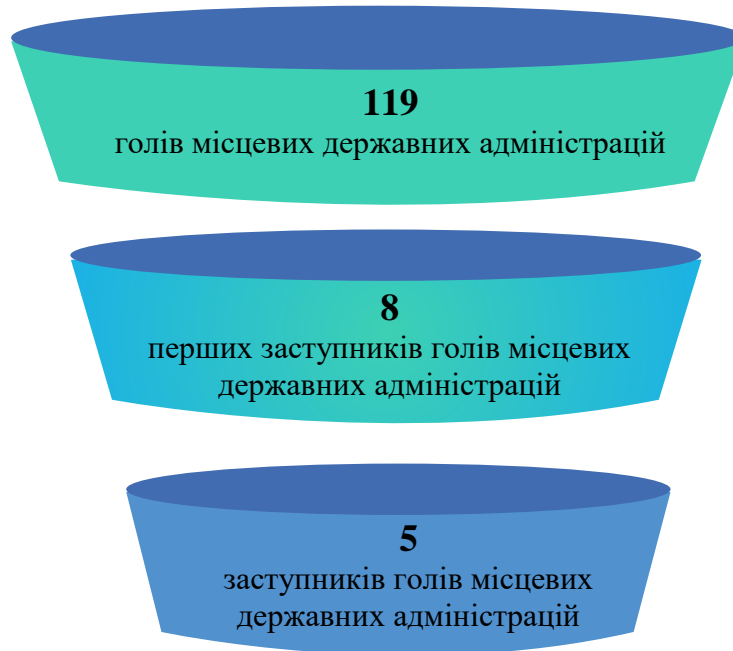 119
голів місцевих державних адміністрацій
8
перших заступників голів місцевих
державних адміністрацій
5
заступників голів місцевих
державних адміністрацій